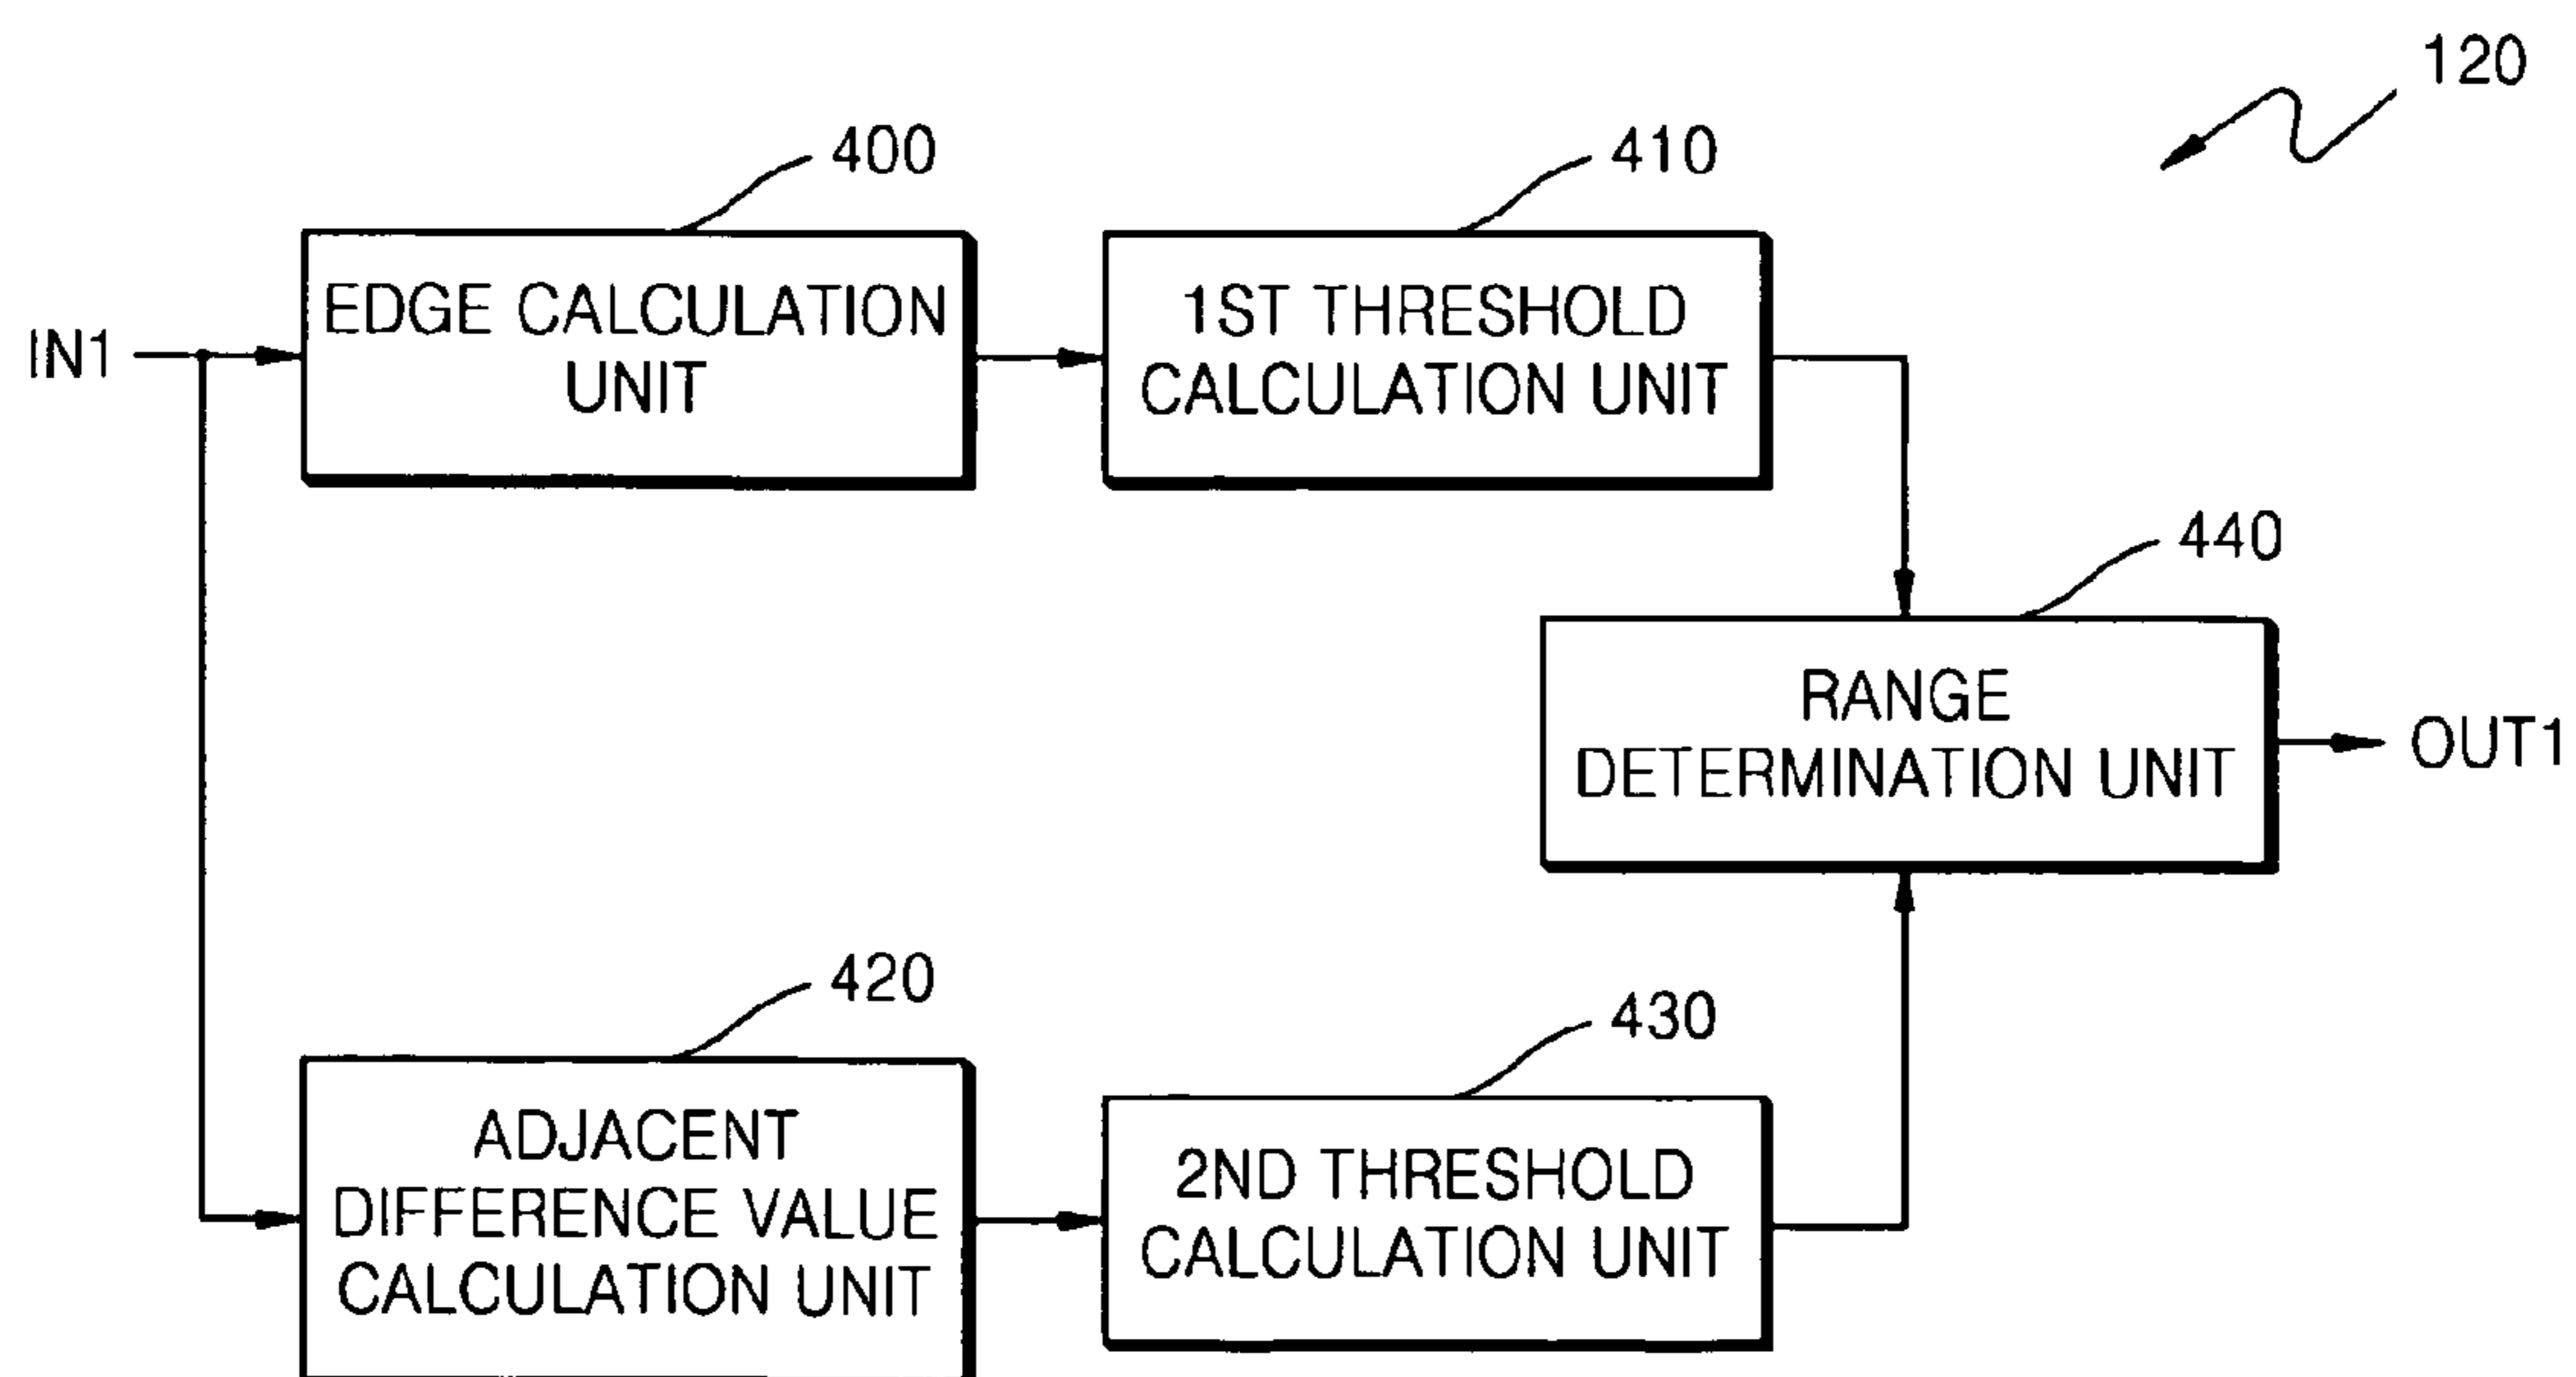 120
400
410
EDGE CALCULATION
UNIT
1ST THRESHOLD
CALCULATION UNIT
IN1
440
RANGE
DETERMINATION UNIT
OUT1
420
430
ADJACENT
DIFFERENCE VALUE
CALCULATION UNIT
2ND THRESHOLD
CALCULATION UNIT